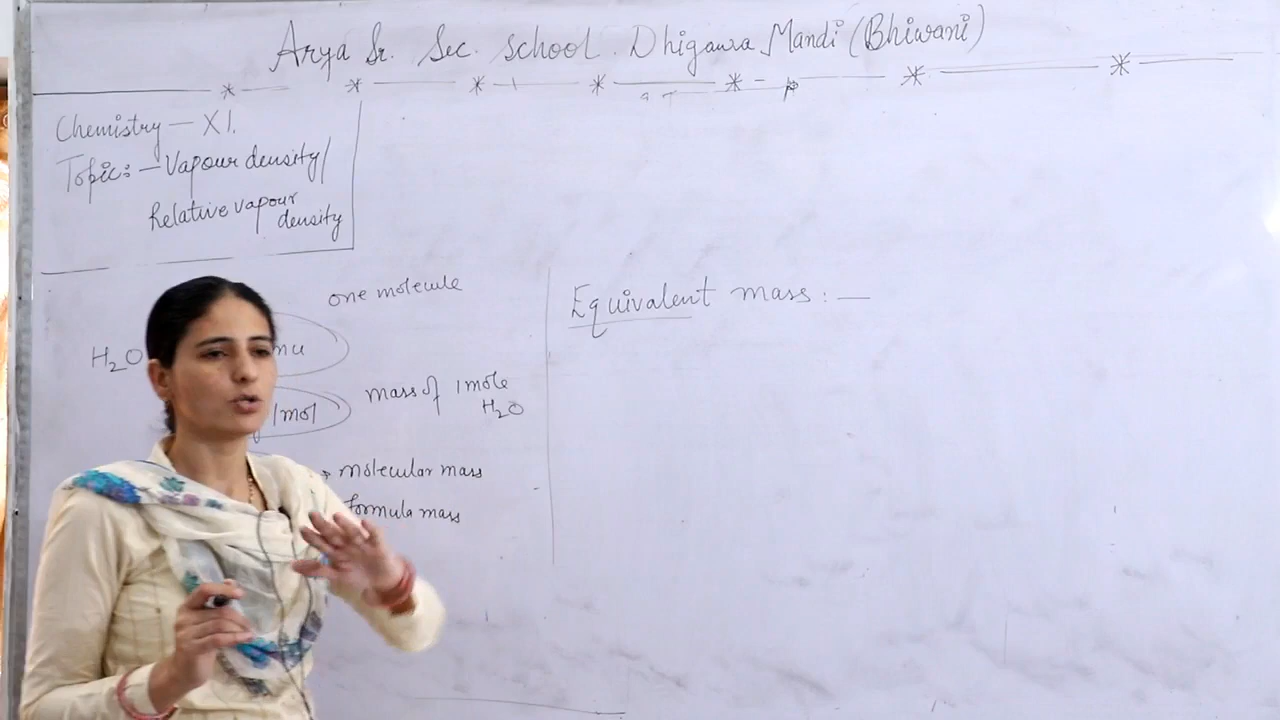 Arya Sr. Sec. School. Dhigawa Mandi (Bhiwani)
Chemistry — XI.
Topic:- Vapour density/
Relative vapour
density
one molecule
H₂O mu
mass of 1 mole
H₂O
1mol
molecular mass
formula mass
Equivalent mass : —